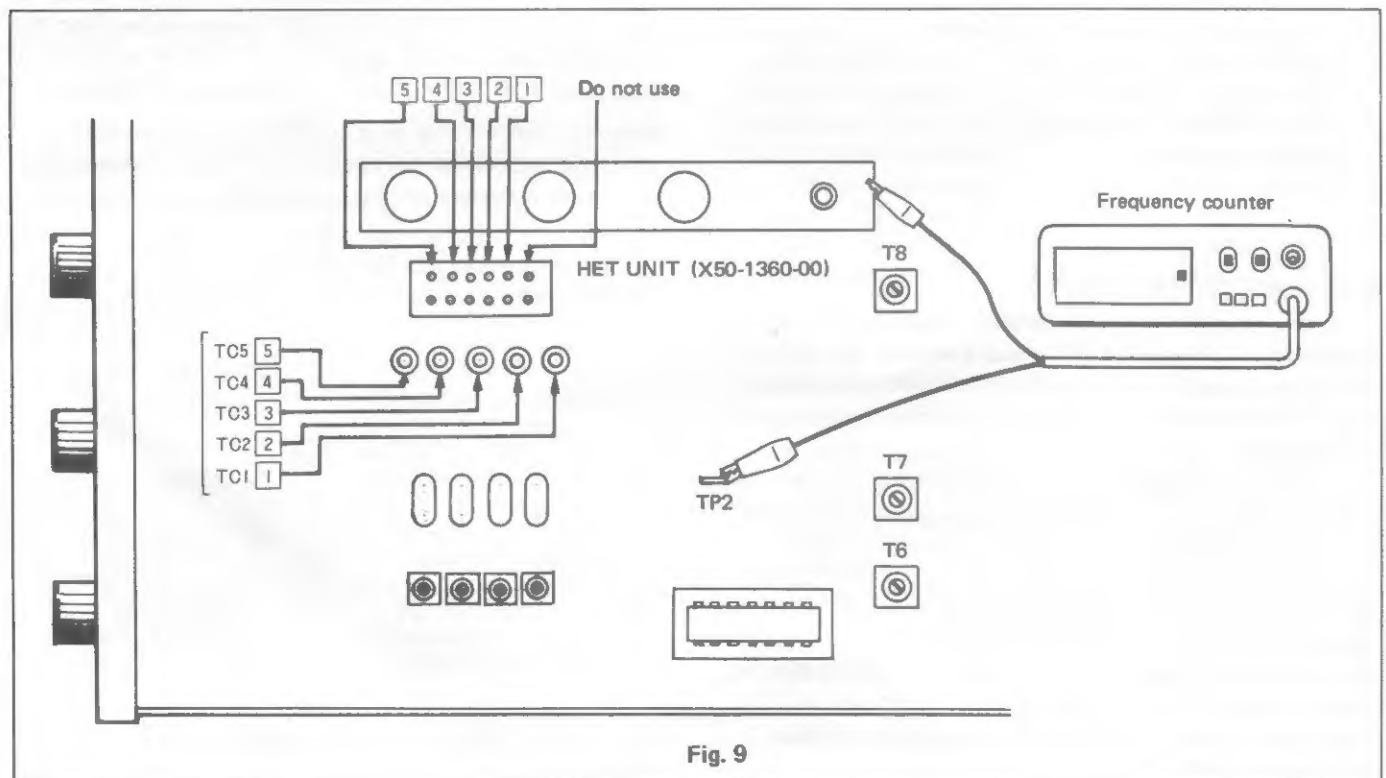 5 4 3 2 1 Do not use
Frequency counter
HET UNIT (X50-1360-00)
T8
TC5 5
TC4 4
TC3 3
TC2 2
TC1 1
TP2
T7
T6
Fig. 9